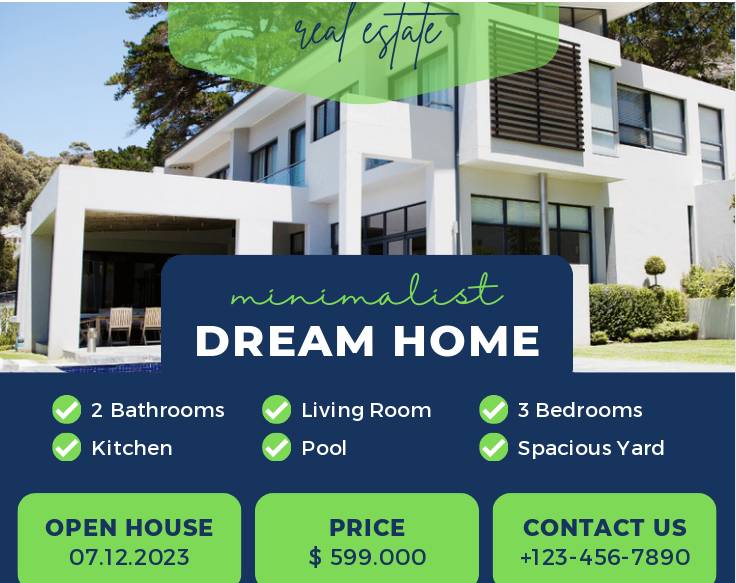 real estate
minimalist
DREAM HOME
2 Bathrooms
Living Room
3 Bedrooms
Kitchen
Pool
Spacious Yard
OPEN HOUSE
07.12.2023
PRICE
$ 599.000
CONTACT US
+123-456-7890